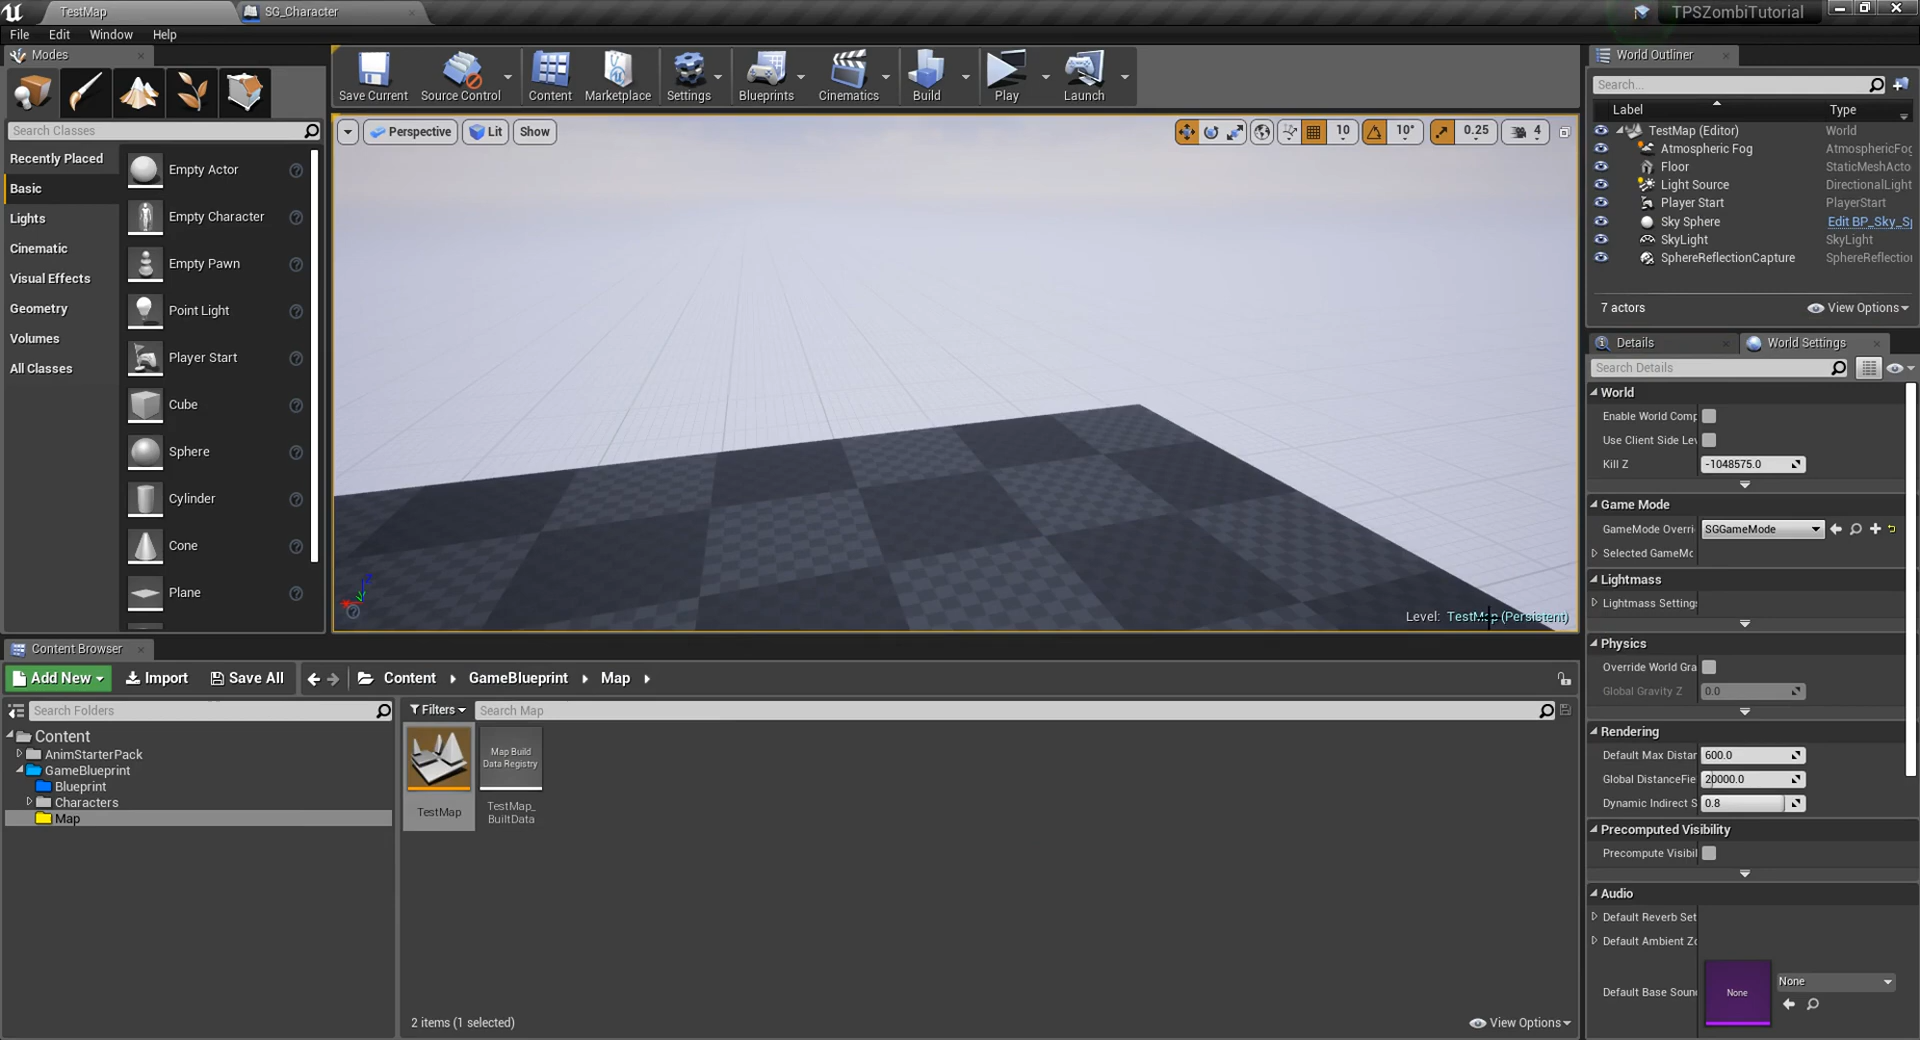 TestMap
SG_Character
TPSZombiTutorial
File Edit Window Help
Modes
Search Classes
Recently Placed
Basic
Lights
Cinematic
Visual Effects
Geometry
Volumes
All Classes
Empty Actor
Empty Character
Empty Pawn
Point Light
Player Start
Cube
Sphere
Cylinder
Cone
Plane
Save Current
Source Control
Content
Marketplace
Settings
Blueprints
Cinematics
Build
Play
Launch
Perspective Lit Show
10 10° 0.25 4
Level: TestMap (Persistent)
World Outliner
Search...
Label Type
TestMap (Editor) World
Atmospheric Fog AtmosphericFog
Floor StaticMeshActo
Light Source DirectionalLight
Player Start PlayerStart
Sky Sphere Edit BP_Sky_Sp
SkyLight SkyLight
SphereReflectionCapture SphereReflection
7 actors View Options
Details World Settings
Search Details
World
Enable World Comp
Use Client Side Lev
Kill Z -1048575.0
Game Mode
GameMode Overri SGGameMode
Selected GameMo
Lightmass
Lightmass Settings
Physics
Override World Gra
Global Gravity Z 0.0
Rendering
Default Max Distan 600.0
Global DistanceFie 20000.0
Dynamic Indirect S 0.8
Precomputed Visibility
Precompute Visibil
Audio
Default Reverb Set
Default Ambient Zo
Default Base Soun None None
Content Browser
Add New Import Save All Content GameBlueprint Map
Search Folders
Content
AnimStarterPack
GameBlueprint
Blueprint
Characters
Map
Filters Search Map
Map Build
Data Registry
TestMap
TestMap_
BuiltData
2 items (1 selected) View Options